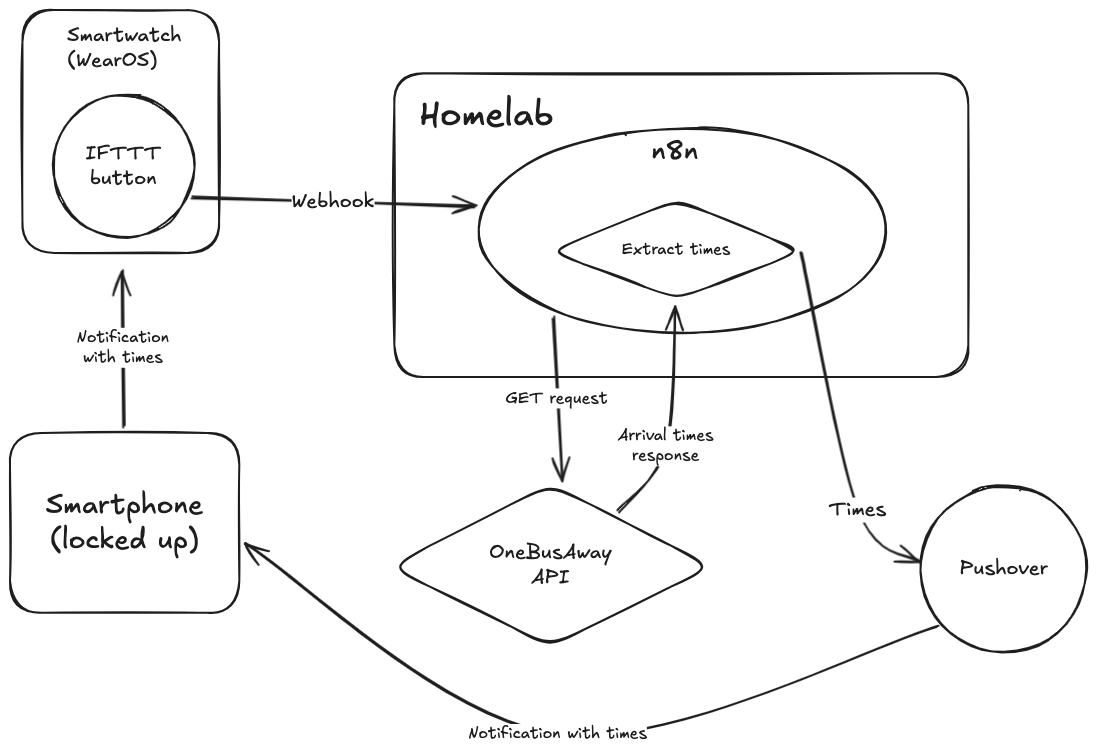 Smartwatch
(WearOS)
IFTTT
button
Webhook
Homelab
n8n
Extract times
GET request
Arrival times
response
OneBusAway
API
Times
Pushover
Notification with times
Smartphone
(locked up)
Notification
with times